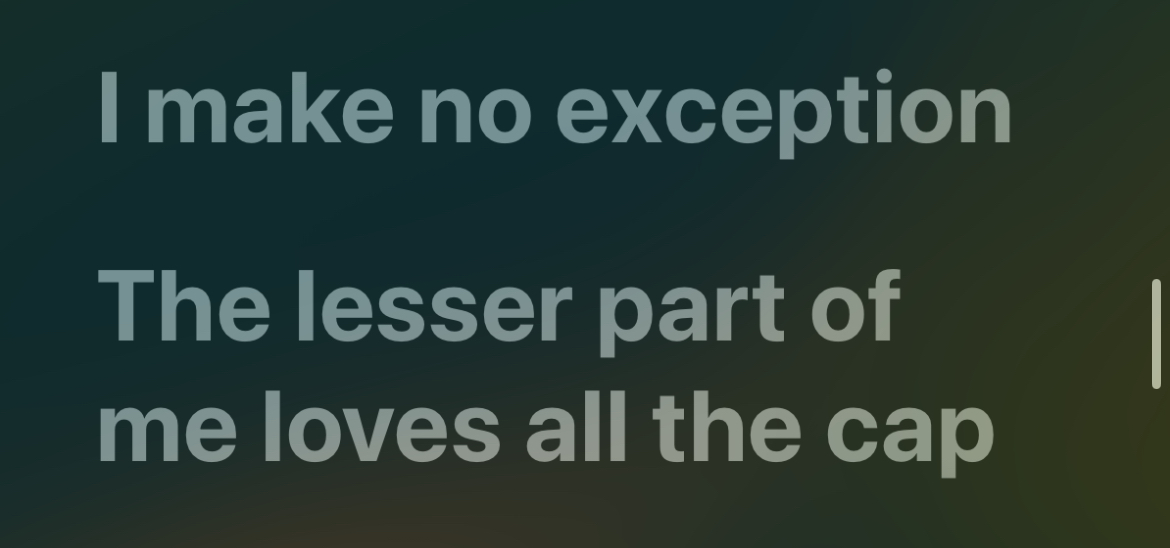 I make no exception
The lesser part of
me loves all the cap